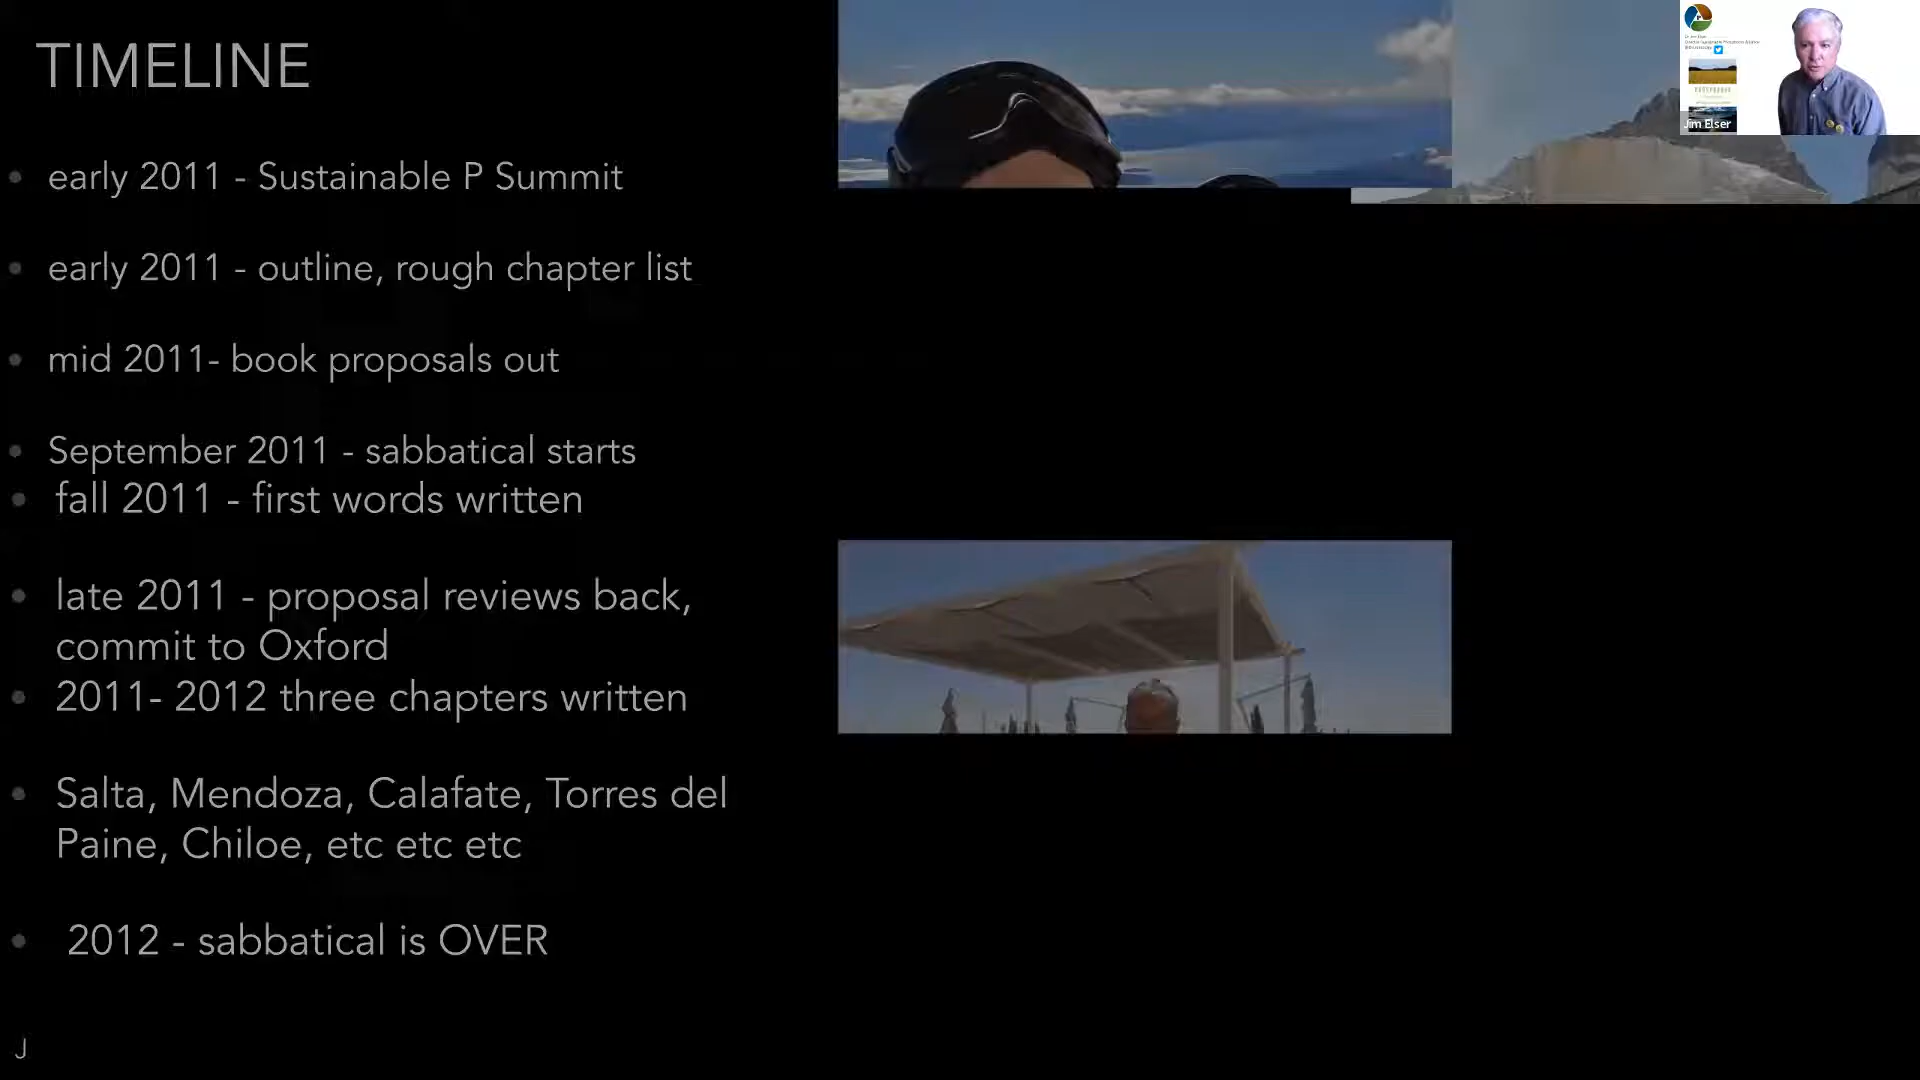 TIMELINE
early 2011 - Sustainable P Summit
early 2011 - outline, rough chapter list
mid 2011- book proposals out
September 2011 - sabbatical starts
fall 2011 - first words written
late 2011 - proposal reviews back,
commit to Oxford
2011- 2012 three chapters written
Salta, Mendoza, Calafate, Torres del
Paine, Chiloe, etc etc etc
2012 - sabbatical is OVER
J
PHOSPHORUS
Jim Elser